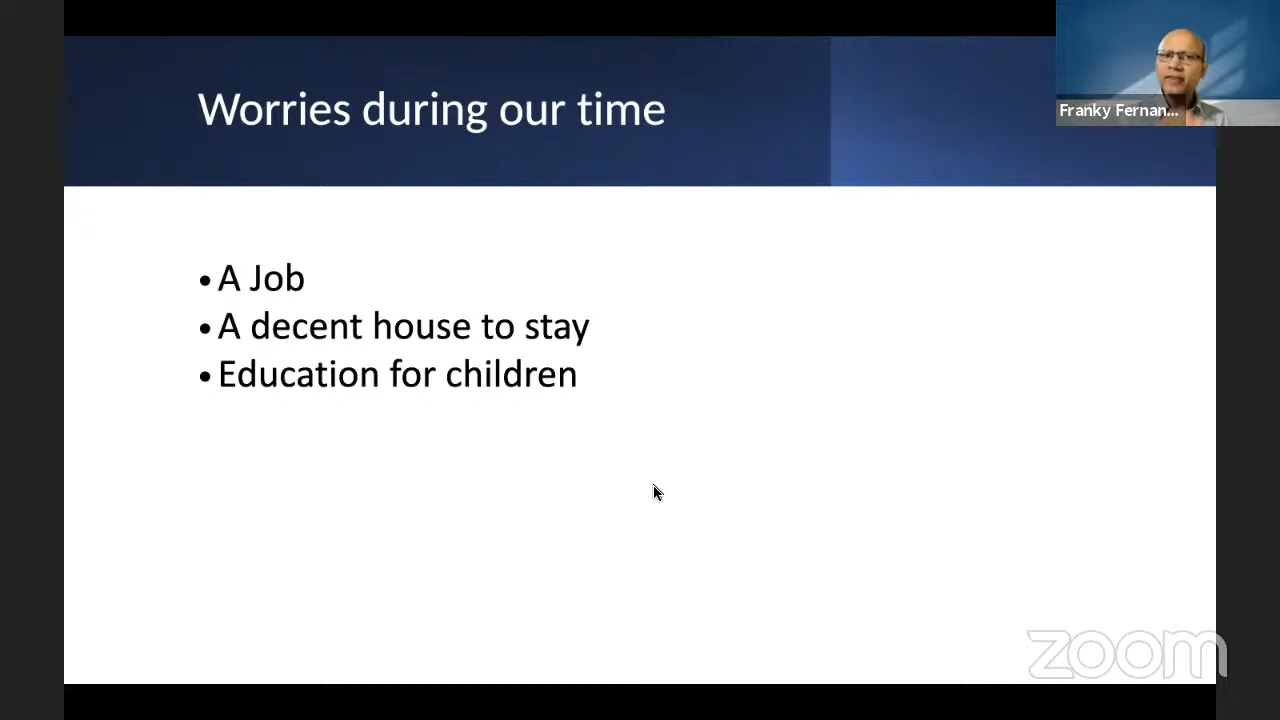 Worries during our time
Franky Fernan...
• A Job
• A decent house to stay
• Education for children
zoom